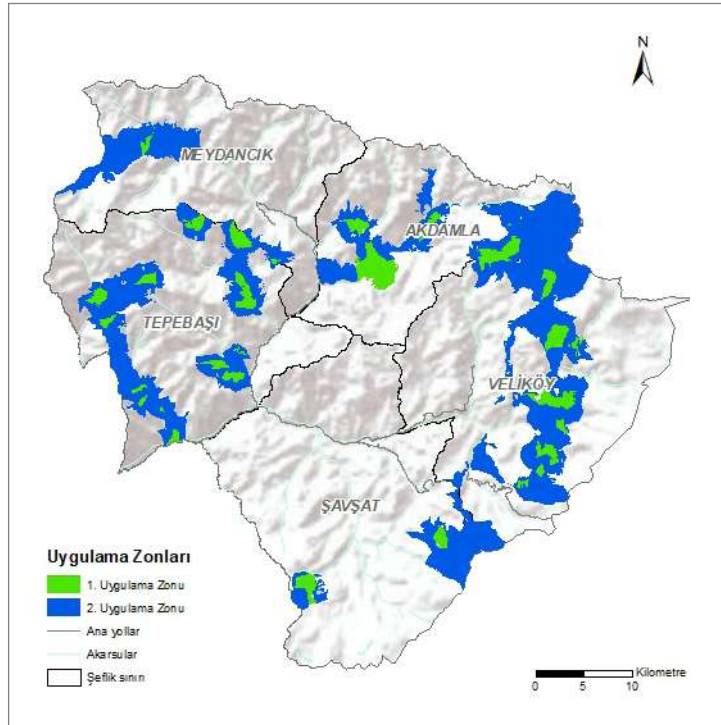 N
MEYDANCIK
AKDAMLA
TEPEBAŞI
VELİKÖY
ŞAVŞAT
Uygulama Zonları
1. Uygulama Zonu
2. Uygulama Zonu
Ana yollar
Akarsular
Şeflik sınırı
Kilometre
0 5 10